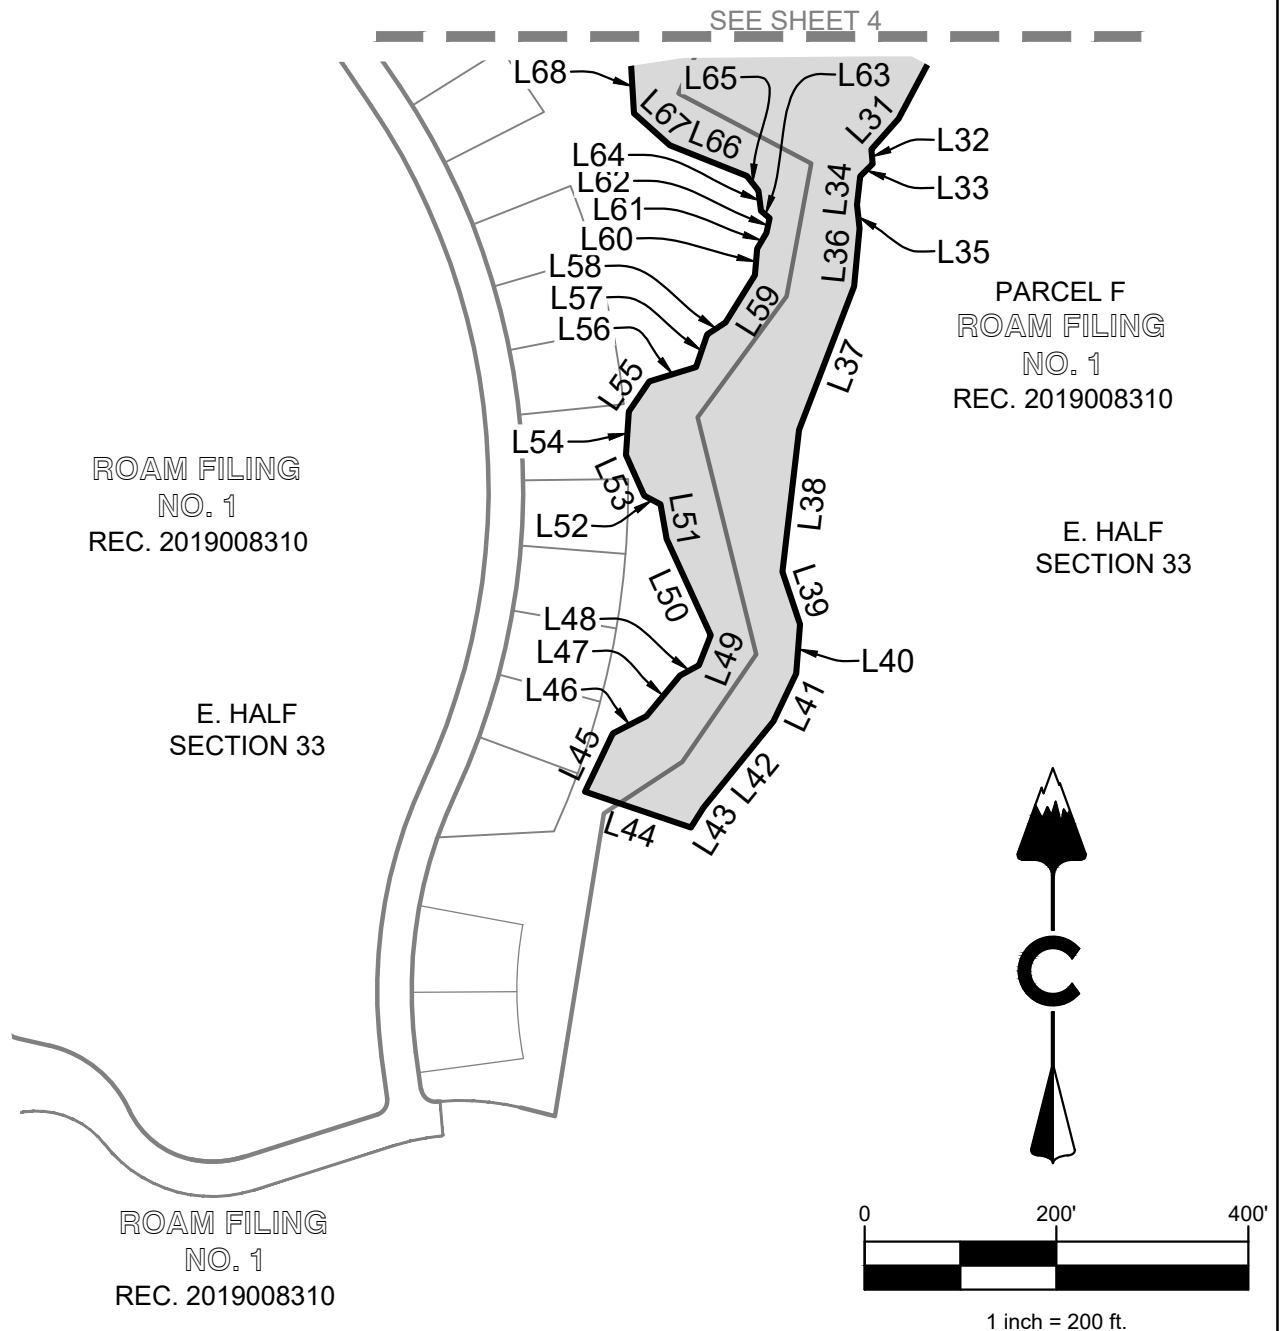 SEE SHEET 4
L68
L65
L63
L67
L66
L31
L32
L64
L62
L34
L33
L61
L60
L36
L35
L58
L57
L59
L56
PARCEL F
ROAM FILING
NO. 1
REC. 2019008310
L55
L37
L54
ROAM FILING
NO. 1
REC. 2019008310
L53
L52
L51
L38
E. HALF
SECTION 33
L50
L39
L48
L47
L49
L40
L46
L41
E. HALF
SECTION 33
L45
L42
L44
L43
C
ROAM FILING
NO. 1
REC. 2019008310
0 200' 400'
1 inch = 200 ft.